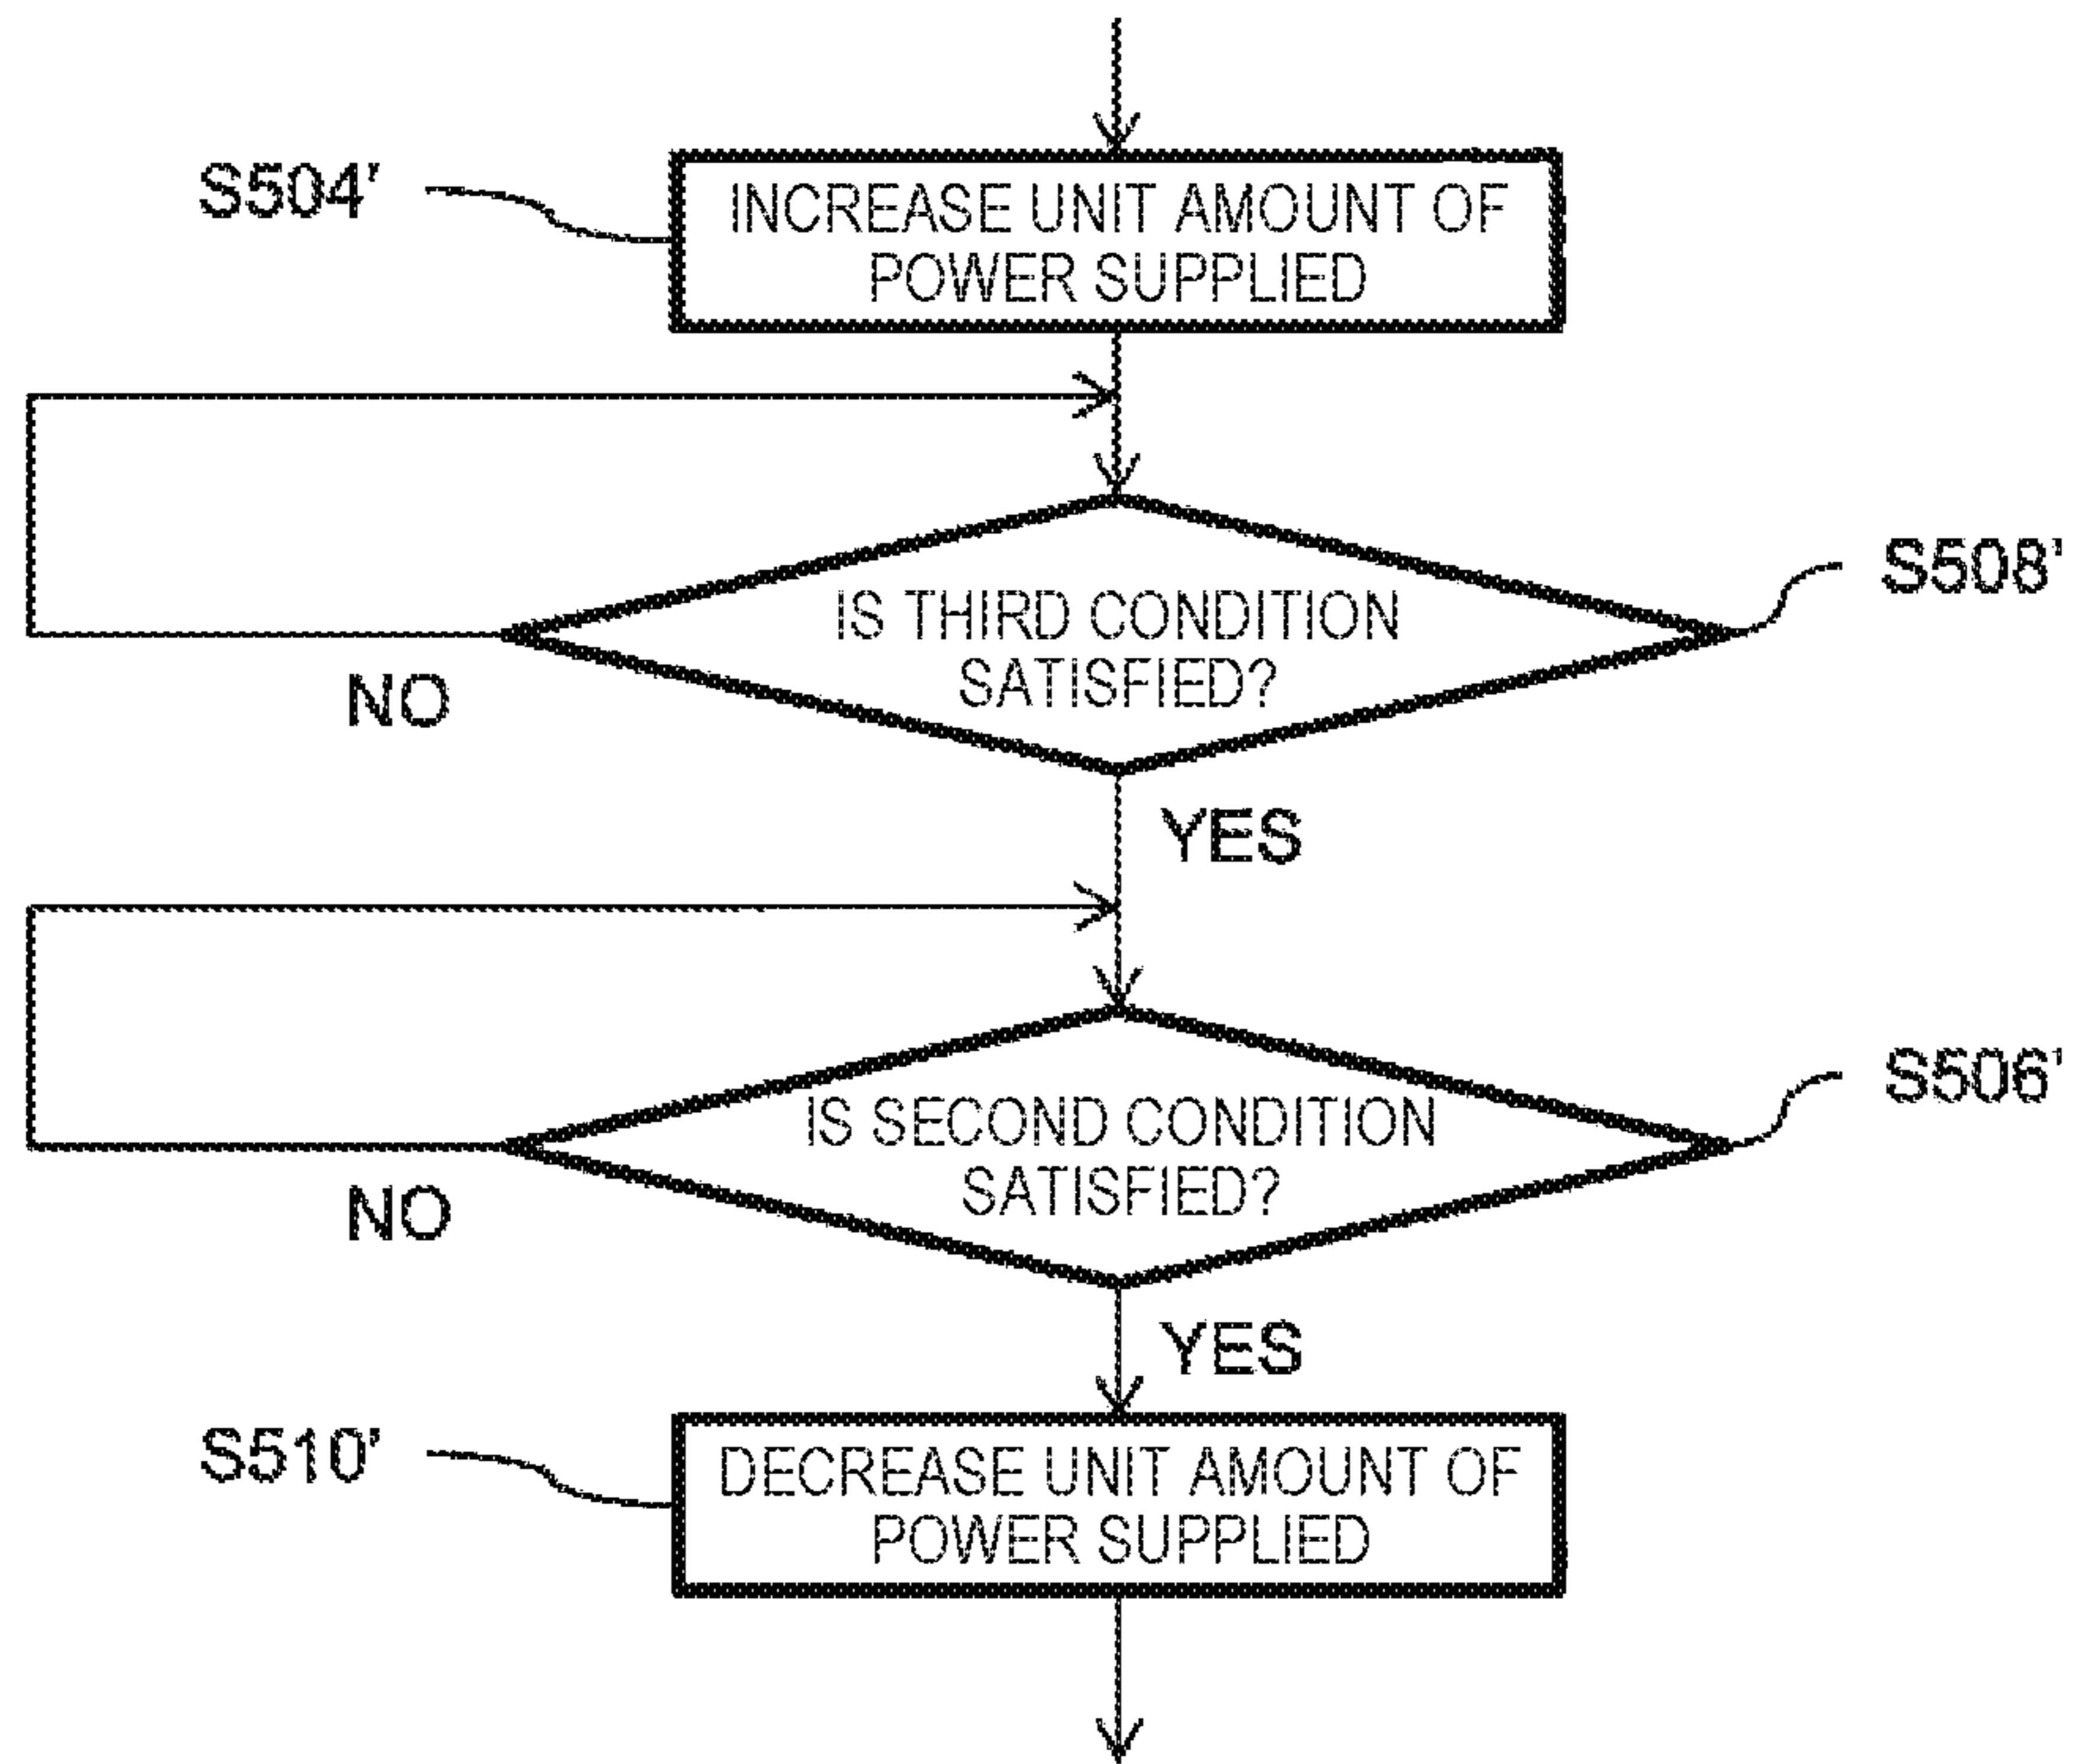 S504'
INCREASE UNIT AMOUNT OF
POWER SUPPLIED
S508'
IS THIRD CONDITION
SATISFIED?
NO
YES
S506'
IS SECOND CONDITION
SATISFIED?
NO
YES
S510'
DECREASE UNIT AMOUNT OF
POWER SUPPLIED